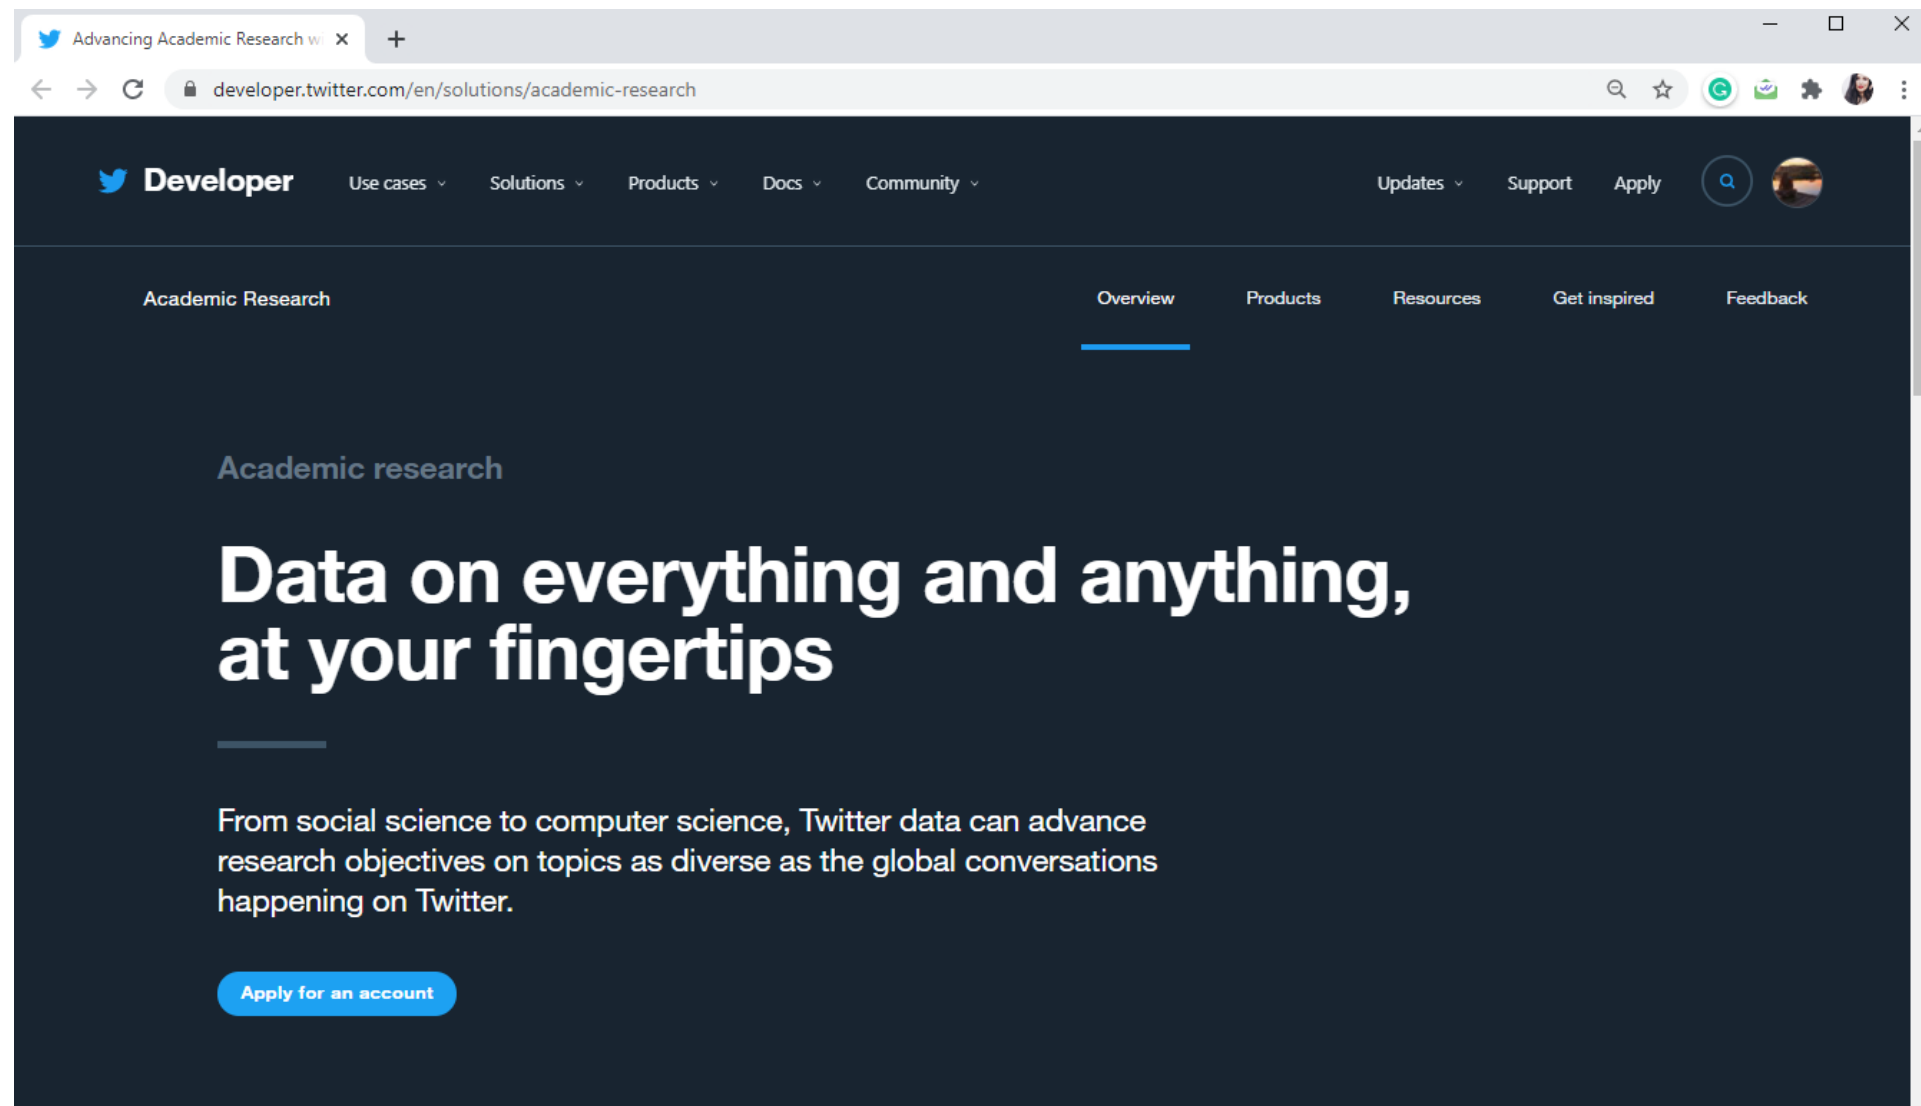 Advancing Academic Research wi
developer.twitter.com/en/solutions/academic-research
G
Developer Use cases Solutions Products Docs Community Updates Support Apply
Academic Research Overview Products Resources Get inspired Feedback
Academic research
Data on everything and anything,
at your fingertips
From social science to computer science, Twitter data can advance
research objectives on topics as diverse as the global conversations
happening on Twitter.
Apply for an account